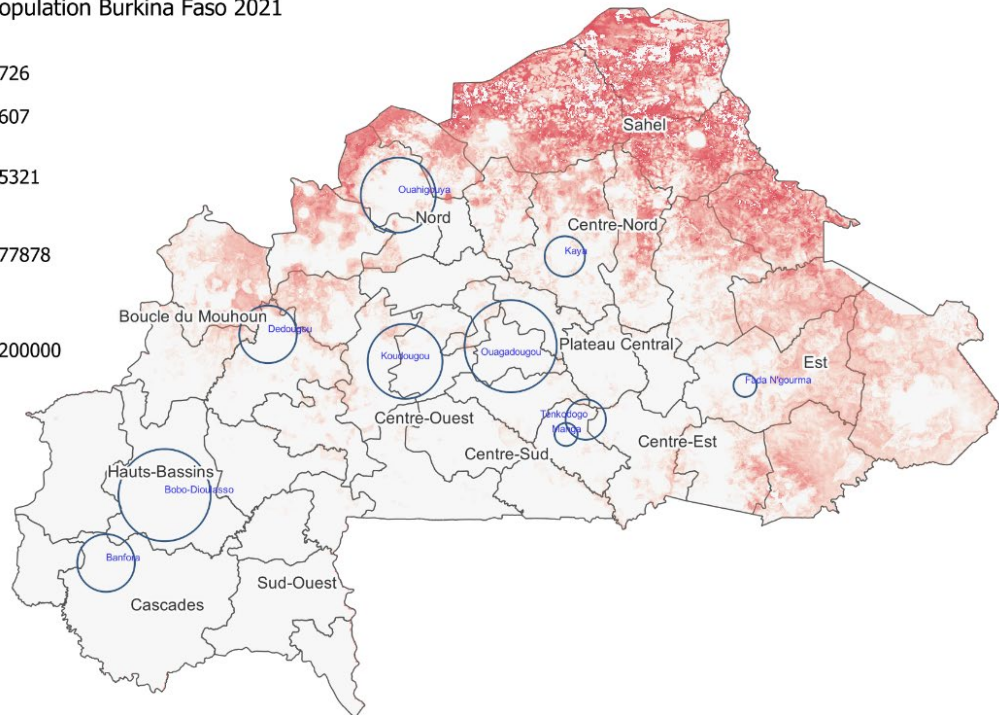 opulation Burkina Faso 2021
726
607
5321
77878
200000
Sahel
Ouahigouya
Nord
Centre-Nord
Kaya
Boucle du Mouhoun
Dedougou
Koudougou
Ouagadougou
Plateau Central
Est
Fada N'gourma
Centre-Ouest
Tenkodogo
Manga
Centre-Est
Centre-Sud
Hauts-Bassins
Bobo-Dioulasso
Banfora
Sud-Ouest
Cascades